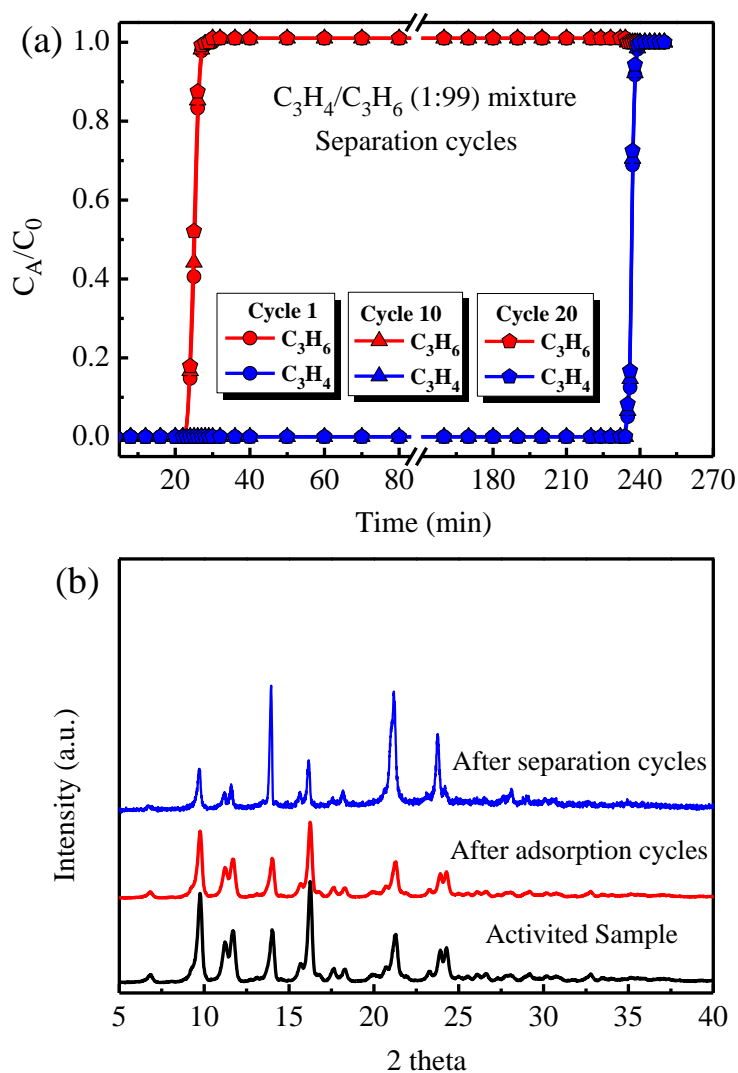 (a)
1.0
0.8
0.6
0.4
0.2
0.0
C_A/C_0
C3H4/C3H6 (1:99) mixture
Separation cycles
Cycle 1
C3H6
C3H4
Cycle 10
C3H6
C3H4
Cycle 20
C3H6
C3H4
20 40 60 80 180 210 240 270
Time (min)
(b)
Intensity (a.u.)
After separation cycles
After adsorption cycles
Activited Sample
5 10 15 20 25 30 35 40
2 theta